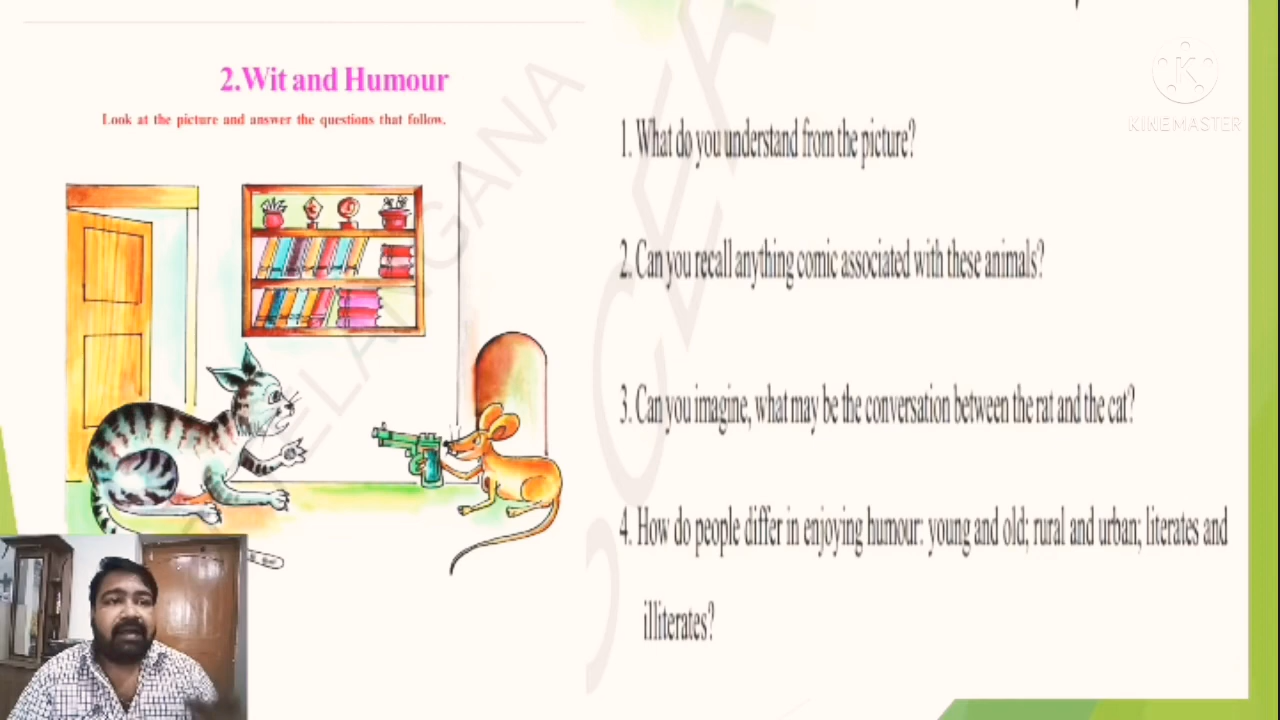 2.Wit and Humour
Look at the picture and answer the questions that follow.
1. What do you understand from the picture?
2. Can you recall anything comic associated with these animals?
3. Can you imagine, what may be the conversation between the rat and the cat?
4. How do people differ in enjoying humour: young and old; rural and urban; literates and
illiterates?
KINEMASTER
TELANGANA